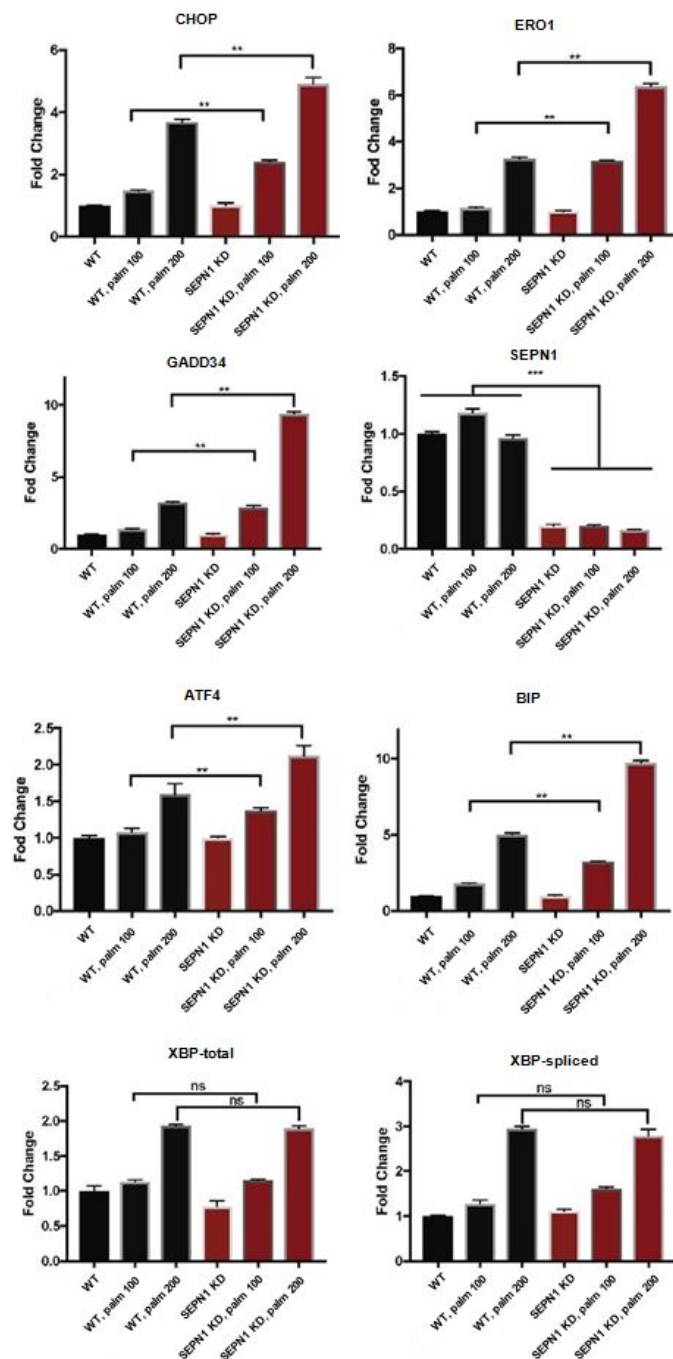 CHOP
Fold Change
6
4
2
0
**
**
WT
WT, palm 100
WT, palm 200
SEPN1 KD
SEPN1 KD, palm 100
SEPN1 KD, palm 200
ERO1
Fold Change
8
6
4
2
0
**
**
WT
WT, palm 100
WT, palm 200
SEPN1 KD
SEPN1 KD, palm 100
SEPN1 KD, palm 200
GADD34
Fod Change
10
5
0
**
**
WT
WT, palm 100
WT, palm 200
SEPN1 KD
SEPN1 KD, palm 100
SEPN1 KD, palm 200
SEPN1
Fod Change
1.5
1.0
0.5
0.0
***
WT
WT, palm 100
WT, palm 200
SEPN1 KD
SEPN1 KD, palm 100
SEPN1 KD, palm 200
ATF4
Fod Change
2.5
2.0
1.5
1.0
0.5
0.0
**
**
WT
WT, palm 100
WT, palm 200
SEPN1 KD
SEPN1 KD, palm 100
SEPN1 KD, palm 200
BIP
Fold Change
10
5
0
**
**
WT
WT, palm 100
WT, palm 200
SEPN1 KD
SEPN1 KD, palm 100
SEPN1 KD, palm 200
XBP-total
Fold Change
2.5
2.0
1.5
1.0
0.5
0.0
ns
ns
WT
WT, palm 100
WT, palm 200
SEPN1 KD
SEPN1 KD, palm 100
SEPN1 KD, palm 200
XBP-spliced
Fold Change
4
3
2
1
0
ns
ns
WT
WT, palm 100
WT, palm 200
SEPN1 KD
SEPN1 KD, palm 100
SEPN1 KD, palm 200